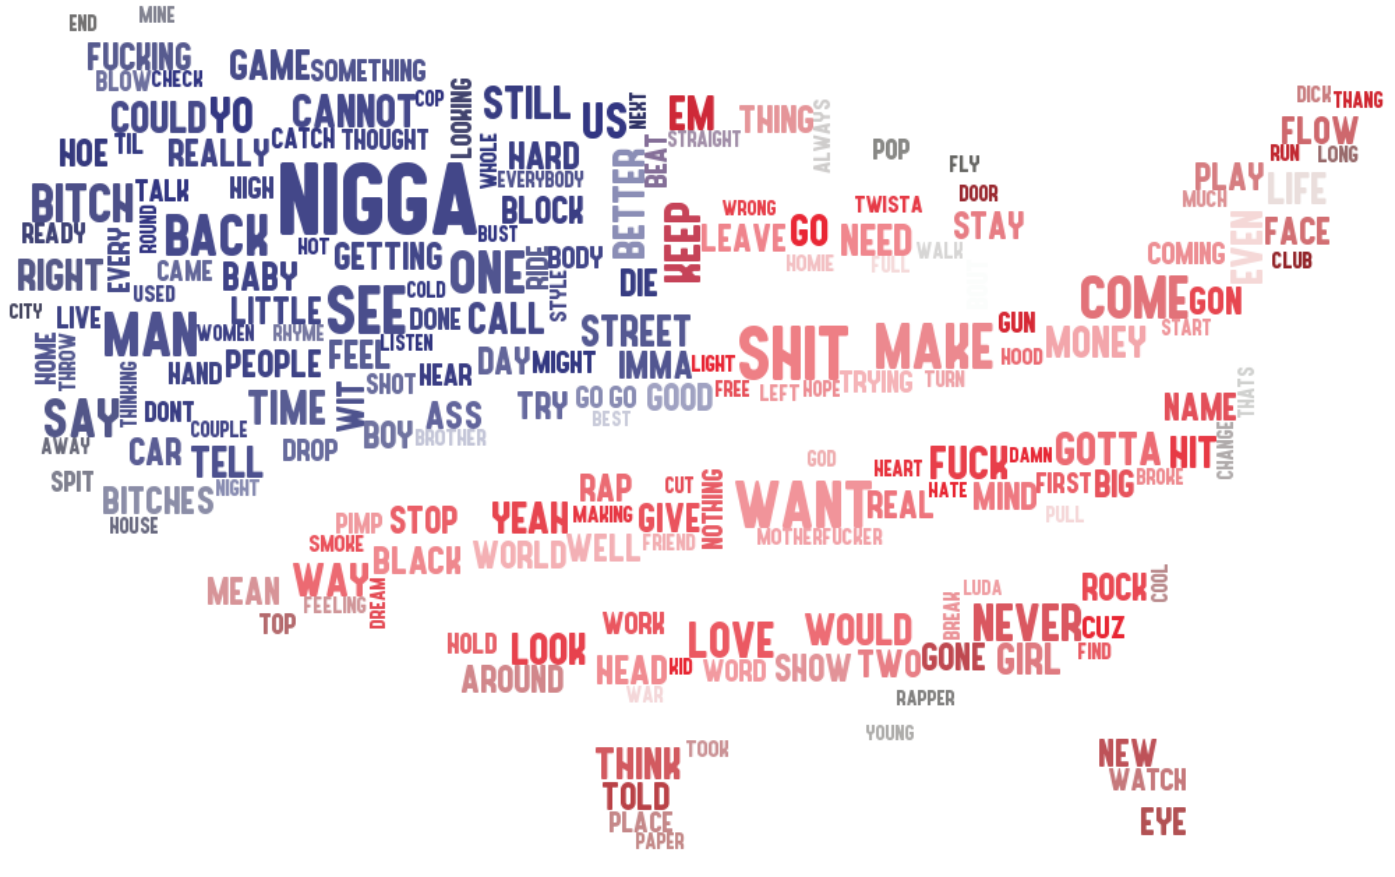 END
MINE
FUCKING
BLOW
CHECK
GAME
SOMETHING
COULD
YO
CANNOT
COP
LOOKING
STILL
US
NEXT
EM
STRAIGHT
THING
ALWAYS
POP
FLY
DICK
THANG
FLOW
RUN
LONG
HOE
TIL
REALLY
CATCH
THOUGHT
WHOLE
HARD
EVERYBODY
BEAT
BETTER
BITCH
TALK
HIGH
NIGGA
BLOCK
KEEP
WRONG
TWISTA
DOOR
PLAY
MUCH
LIFE
READY
EVERY
ROUND
BACK
HOT
BUST
GETTING
LEAVE
GO
NEED
STAY
HOMIE
FULL
WALK
COMING
EVEN
FACE
CLUB
RIGHT
CAME
USED
BABY
ONE
RIDE
BODY
STYLE
DIE
COME
GON
START
CITY
LIVE
MAN
WOMEN
LITTLE
RHYME
SEE
COLD
DONE
CALL
STREET
SHIT
MAKE
GUN
HOOD
MONEY
HOME
THROW
HAND
PEOPLE
FEEL
LISTEN
SHOT
HEAR
DAY
MIGHT
IMMA
LIGHT
FREE
LEFT
HOPE
TRYING
TURN
THATS
SAY
THINKING
DONT
COUPLE
TIME
WIT
ASS
TRY
GO GO
BEST
GOOD
NAME
AWAY
CAR
TELL
DROP
BOY
BROTHER
GOD
HEART
FUCK
DAMN
GOTTA
HIT
CHANGE
SPIT
BITCHES
NIGHT
HOUSE
RAP
CUT
NOTHING
WANT
REAL
HATE
MIND
FIRST
BIG
BROKE
PULL
PIMP
STOP
YEAH
MAKING
GIVE
FRIEND
MOTHERFUCKER
SMOKE
BLACK
WORLD
WELL
MEAN
WAY
FEELING
DREAM
TOP
LUDA
BREAK
ROCK
COOL
HOLD
LOOK
WORK
LOVE
WOULD
NEVER
CUZ
AROUND
HEAD
KID
WORD
SHOW
TWO
GONE
GIRL
FIND
WAR
RAPPER
YOUNG
THINK
TOOK
TOLD
PLACE
PAPER
NEW
WATCH
EYE